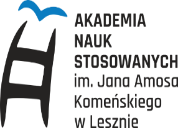 AKADEMIA
NAUK
STOSOWANYCH
im. Jana Amosa
Komeńskiego
w Lesznie